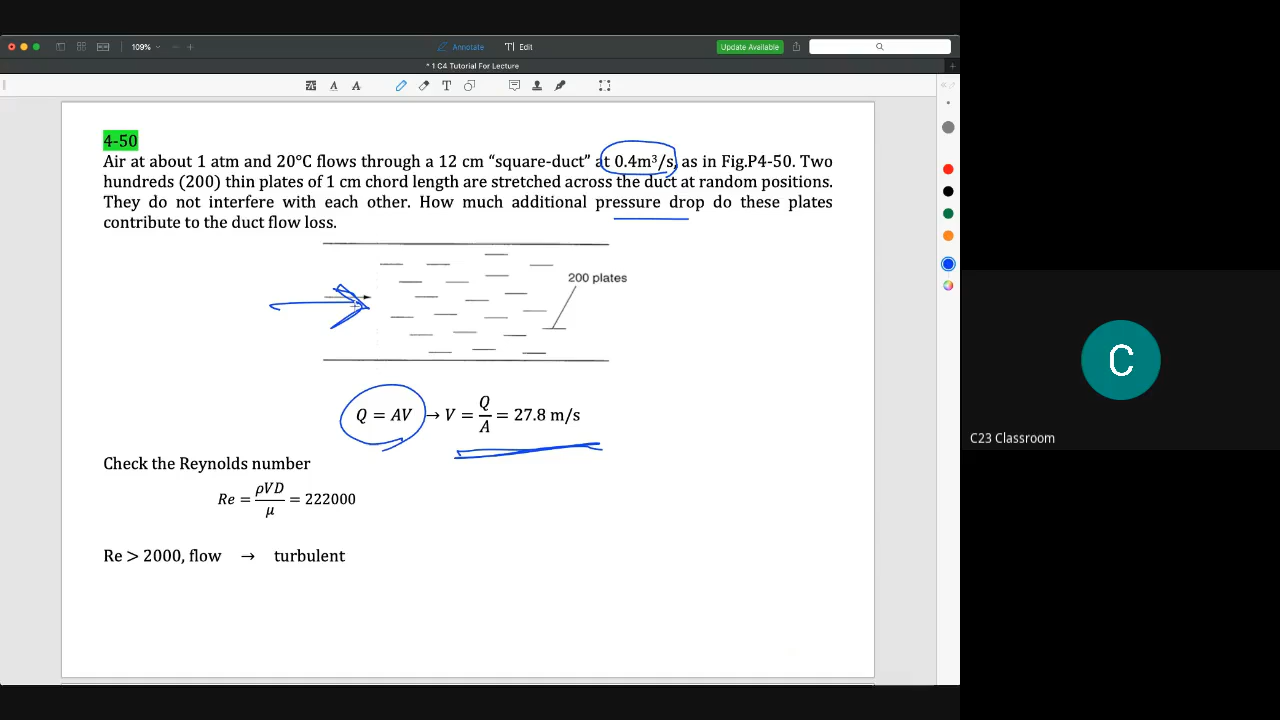 109%
Annotate
Edit
Update Available
* 1 C4 Tutorial For Lecture
4-50
Air at about 1 atm and 20°C flows through a 12 cm “square-duct” at 0.4m³/s, as in Fig.P4-50. Two
hundreds (200) thin plates of 1 cm chord length are stretched across the duct at random positions.
They do not interfere with each other. How much additional pressure drop do these plates
contribute to the duct flow loss.
200 plates
Q = AV → V = Q/A = 27.8 m/s
Check the Reynolds number
Re = ρVD/μ = 222000
Re > 2000, flow → turbulent
C
C23 Classroom